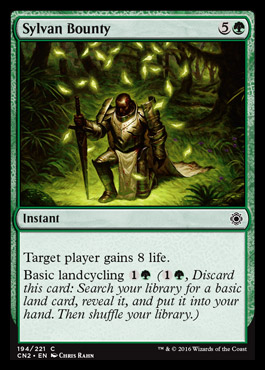 Sylvan Bounty 5
Instant
Target player gains 8 life.
Basic landcycling 1 (1, Discard
this card: Search your library for a basic
land card, reveal it, and put it into your
hand. Then shuffle your library.)
194/221 C
CN2 • EN Chris Rahn
™ & © 2016 Wizards of the Coast